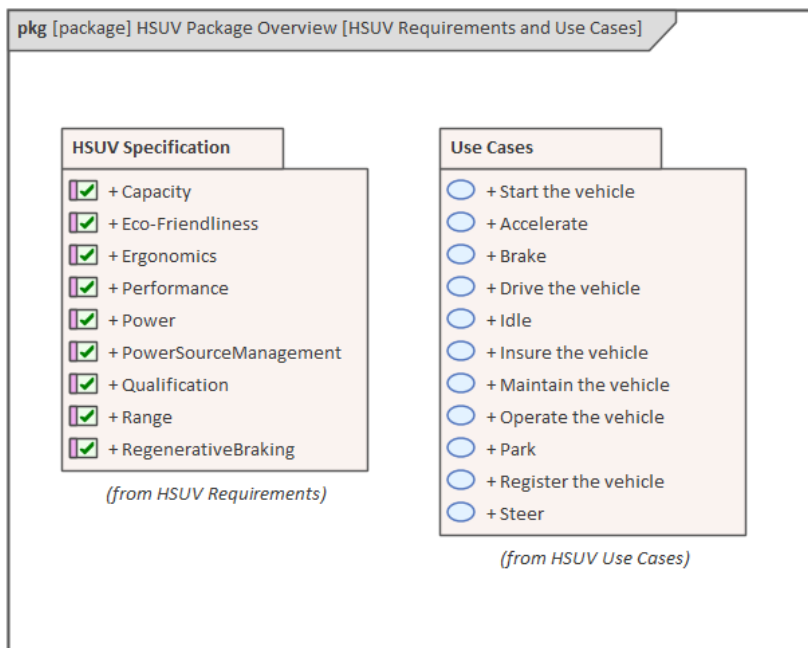 pkg [package] HSUV Package Overview [HSUV Requirements and Use Cases]
HSUV Specification
+ Capacity
+ Eco-Friendliness
+ Ergonomics
+ Performance
+ Power
+ PowerSourceManagement
+ Qualification
+ Range
+ RegenerativeBraking
(from HSUV Requirements)
Use Cases
+ Start the vehicle
+ Accelerate
+ Brake
+ Drive the vehicle
+ Idle
+ Insure the vehicle
+ Maintain the vehicle
+ Operate the vehicle
+ Park
+ Register the vehicle
+ Steer
(from HSUV Use Cases)